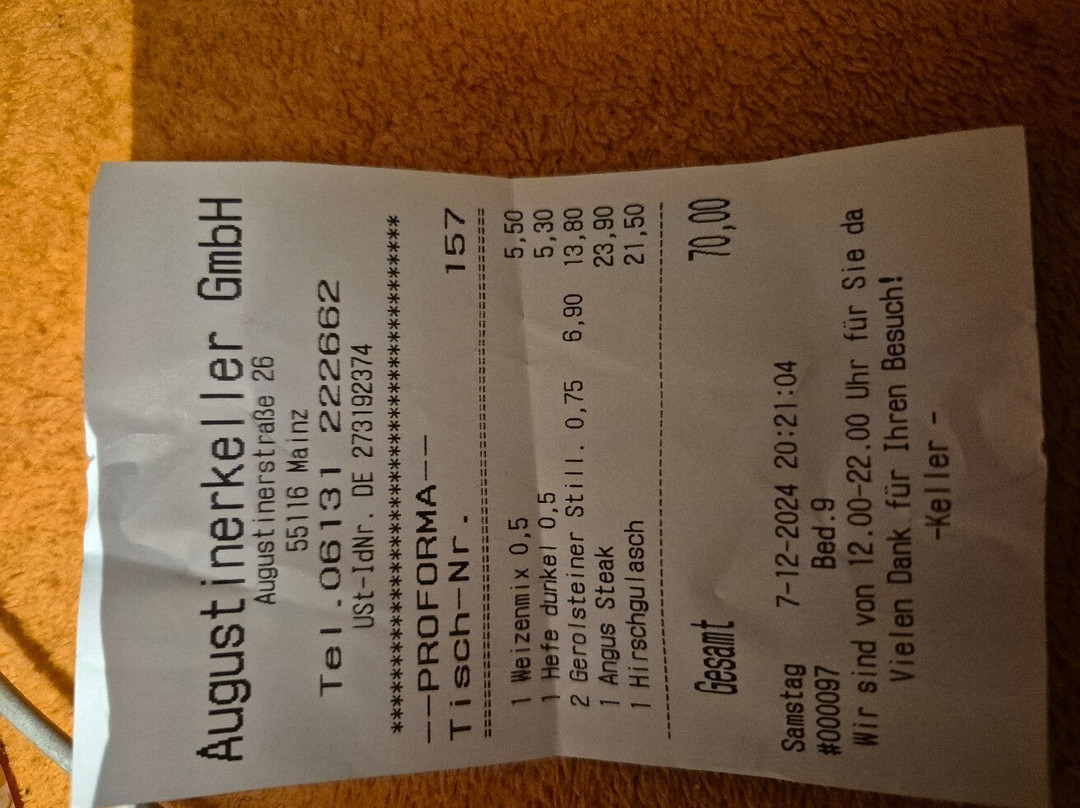 Augustinerkeller GmbH
Augustinerstraße 26
55116 Mainz
Tel.06131 222662
USt-IdNr. DE 273192374
****************************************
--PROFORMA--
Tisch-Nr. 157
========================================
1 Weizenmix 0,5 5,50
1 Hefe dunkel 0,5 5,30
2 Gerolsteiner Still. 0,75 6,90 13,80
1 Angus Steak 23,90
1 Hirschgulasch 21,50
----------------------------------------
Gesamt 70,00
Samstag 7-12-2024 20:21:04
#000097 Bed.9
Wir sind von 12.00-22.00 Uhr für Sie da
Vielen Dank für Ihren Besuch!
-Keller -